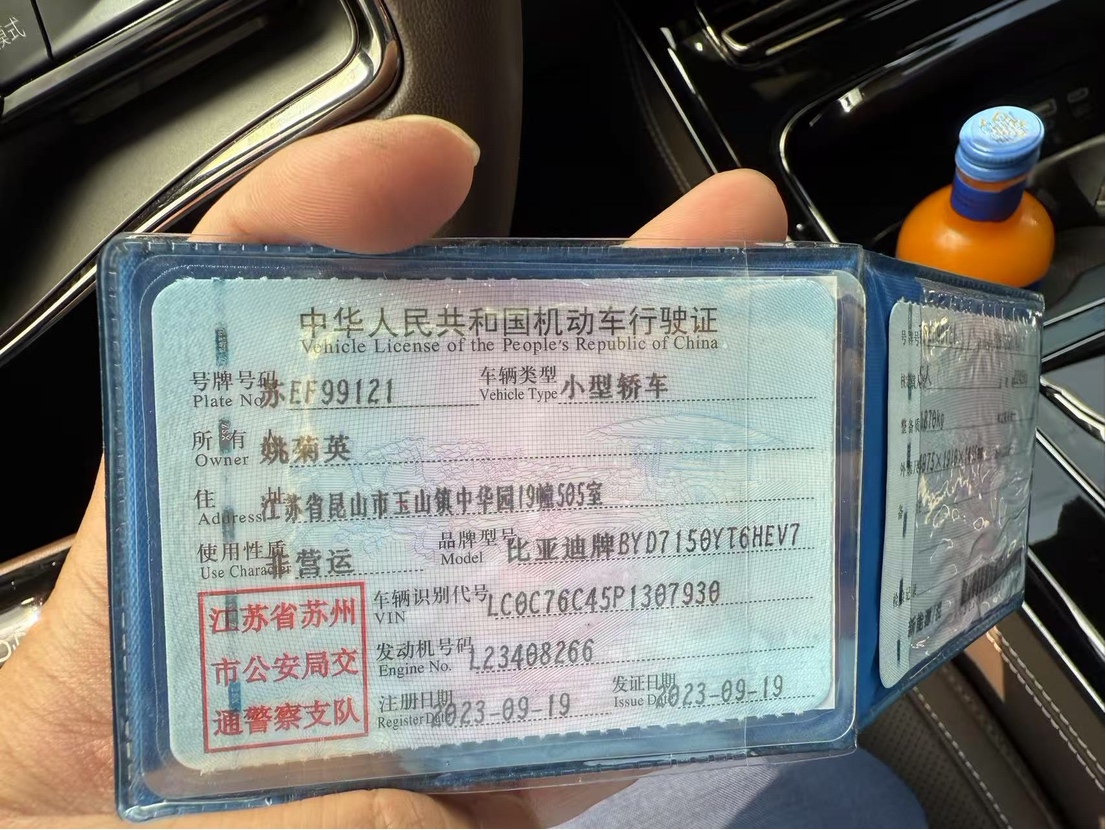 模式
中华人民共和国机动车行驶证
Vehicle License of the People's Republic of China
号牌号码 苏EF99121 车辆类型 小型轿车
Plate No. Vehicle Type
所有人 姚菊英
Owner
住址 江苏省昆山市玉山镇中华园19幢505室
Address
使用性质 非营运 品牌型号 比亚迪牌BYD7150YT6HEV7
Use Character Model
江苏省苏州
市公安局交
通警察支队
车辆识别代号 LC0C76C45P1307930
VIN
发动机号码 L23408266
Engine No.
注册日期 2023-09-19 发证日期 2023-09-19
Register Date Issue Date
号牌号
整备质